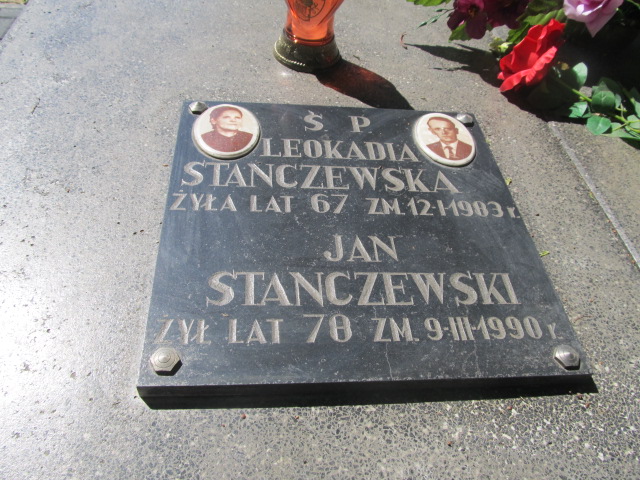 Ś P
LEOKADIA
STANCZEWSKA
ŻYŁA LAT 67 ZM. 12·I·1983 r.
JAN
STANCZEWSKI
ŻYŁ LAT 78 ZM. 9·III·1990 r.